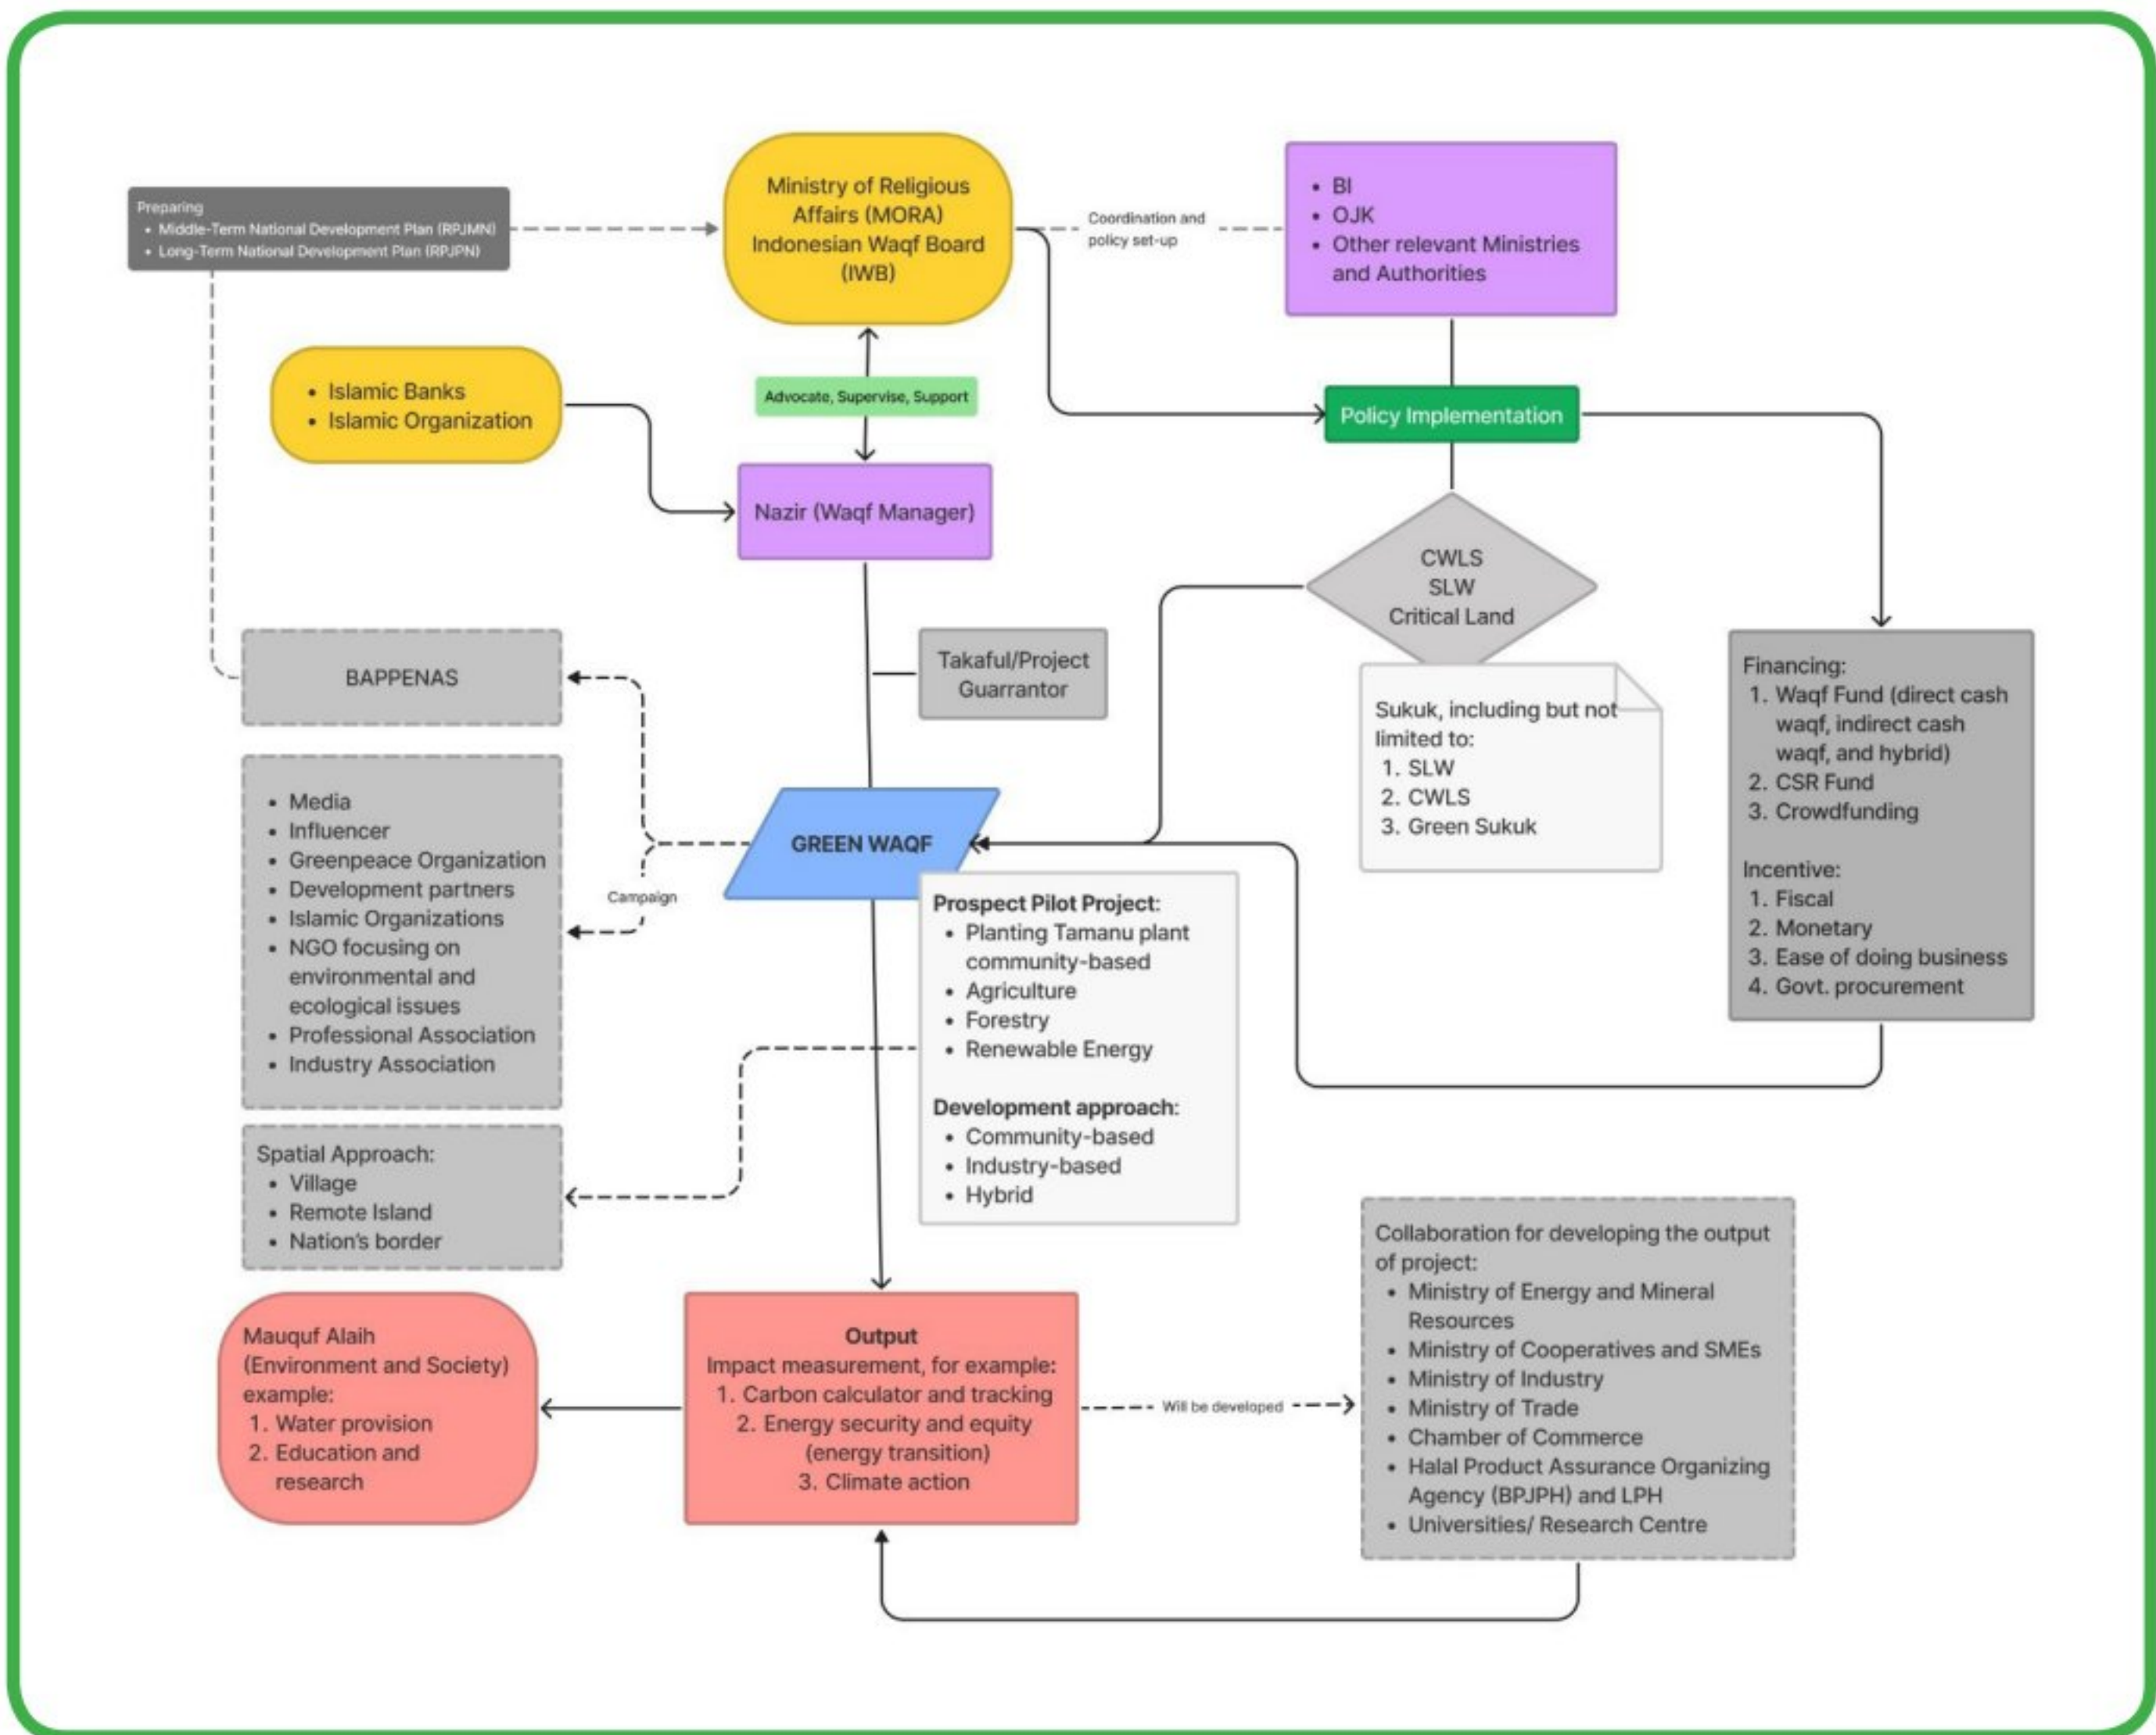 Preparing
• Middle-Term National Development Plan (RPJMN)
• Long-Term National Development Plan (RPJPN)
Ministry of Religious
Affairs (MORA)
Indonesian Waqf Board
(IWB)
Coordination and
policy set-up
• BI
• OJK
• Other relevant Ministries
and Authorities
• Islamic Banks
• Islamic Organization
Advocate, Supervise, Support
Policy Implementation
Nazir (Waqf Manager)
CWLS
SLW
Critical Land
BAPPENAS
Takaful/Project
Guarrantor
Sukuk, including but not
limited to:
1. SLW
2. CWLS
3. Green Sukuk
Financing:
1. Waqf Fund (direct cash
waqf, indirect cash
waqf, and hybrid)
2. CSR Fund
3. Crowdfunding
Incentive:
1. Fiscal
2. Monetary
3. Ease of doing business
4. Govt. procurement
• Media
• Influencer
• Greenpeace Organization
• Development partners
• Islamic Organizations
• NGO focusing on
environmental and
ecological issues
• Professional Association
• Industry Association
Campaign
GREEN WAQF
Prospect Pilot Project:
• Planting Tamanu plant
community-based
• Agriculture
• Forestry
• Renewable Energy
Development approach:
• Community-based
• Industry-based
• Hybrid
Spatial Approach:
• Village
• Remote Island
• Nation's border
Mauquf Alaih
(Environment and Society)
example:
1. Water provision
2. Education and
research
Output
Impact measurement, for example:
1. Carbon calculator and tracking
2. Energy security and equity
(energy transition)
3. Climate action
Will be developed
Collaboration for developing the output
of project:
• Ministry of Energy and Mineral
Resources
• Ministry of Cooperatives and SMEs
• Ministry of Industry
• Ministry of Trade
• Chamber of Commerce
• Halal Product Assurance Organizing
Agency (BPJPH) and LPH
• Universities/ Research Centre